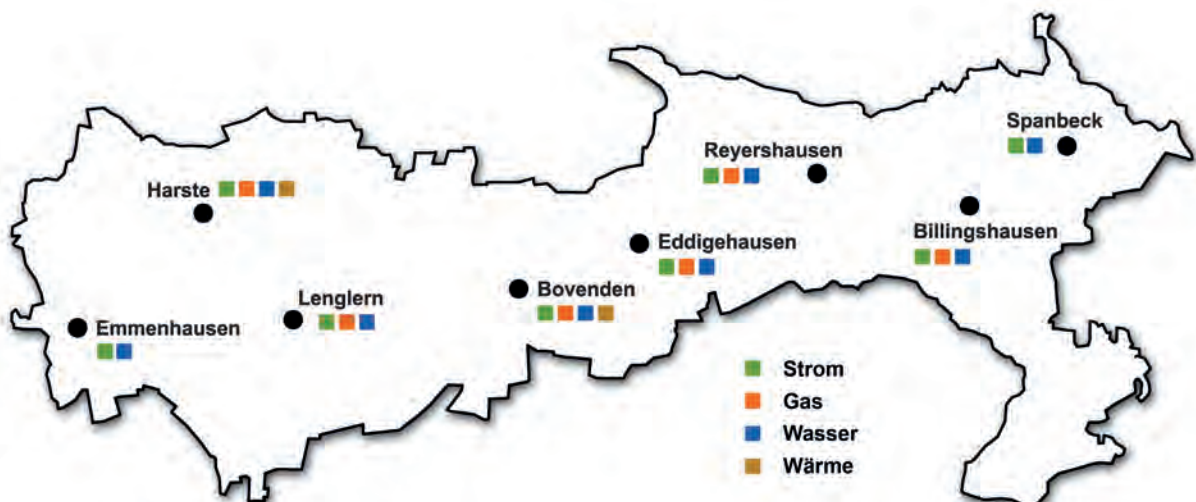 Spanbeck
Reyershausen
Harste
Billingshausen
Eddigehausen
Bovenden
Lenglern
Emmenhausen
Strom
Gas
Wasser
Wärme